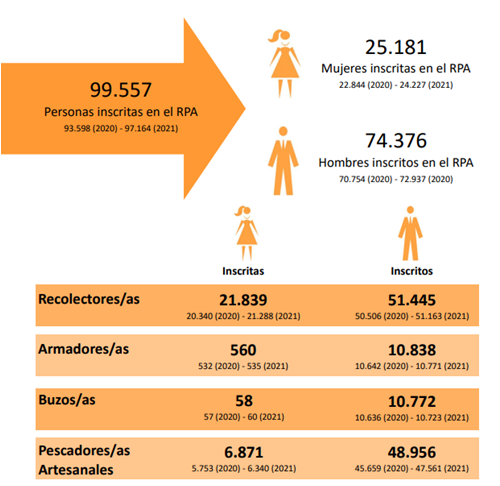 99.557
Personas inscritas en el RPA
93.598 (2020) - 97.164 (2021)
25.181
Mujeres inscritas en el RPA
22.844 (2020) - 24.227 (2021)
74.376
Hombres inscritos en el RPA
70.754 (2020) - 72.937 (2020)
Inscritas Inscritos
Recolectores/as 21.839 51.445
20.340 (2020) - 21.288 (2021) 50.506 (2020) - 51.163 (2021)
Armadores/as 560 10.838
532 (2020) - 535 (2021) 10.642 (2020) - 10.771 (2021)
Buzos/as 58 10.772
57 (2020) - 60 (2021) 10.636 (2020) - 10.723 (2021)
Pescadores/as 6.871 48.956
Artesanales 5.753 (2020) - 6.340 (2021) 45.659 (2020) - 47.561 (2021)